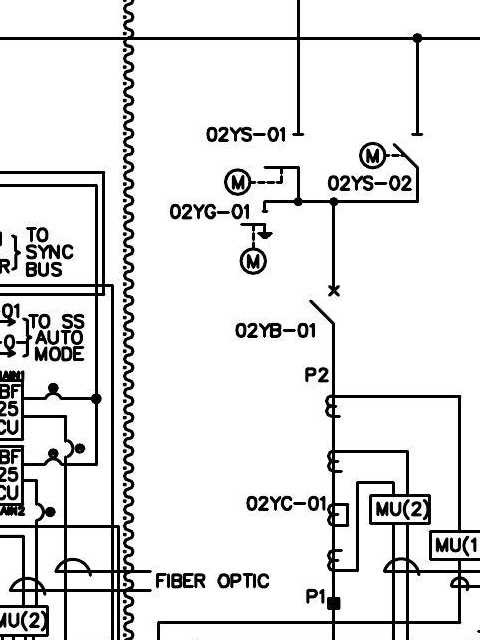 02YS-01
M
M
02YS-02
02YG-01
TO
SYNC
BUS
R
M
01
TO SS
AUTO
MODE
-0
02YB-01
MAIN1
BF
25
CU
P2
BF
25
CU
MAIN2
02YC-01
MU(2)
MU(1
FIBER OPTIC
P1
MU(2)